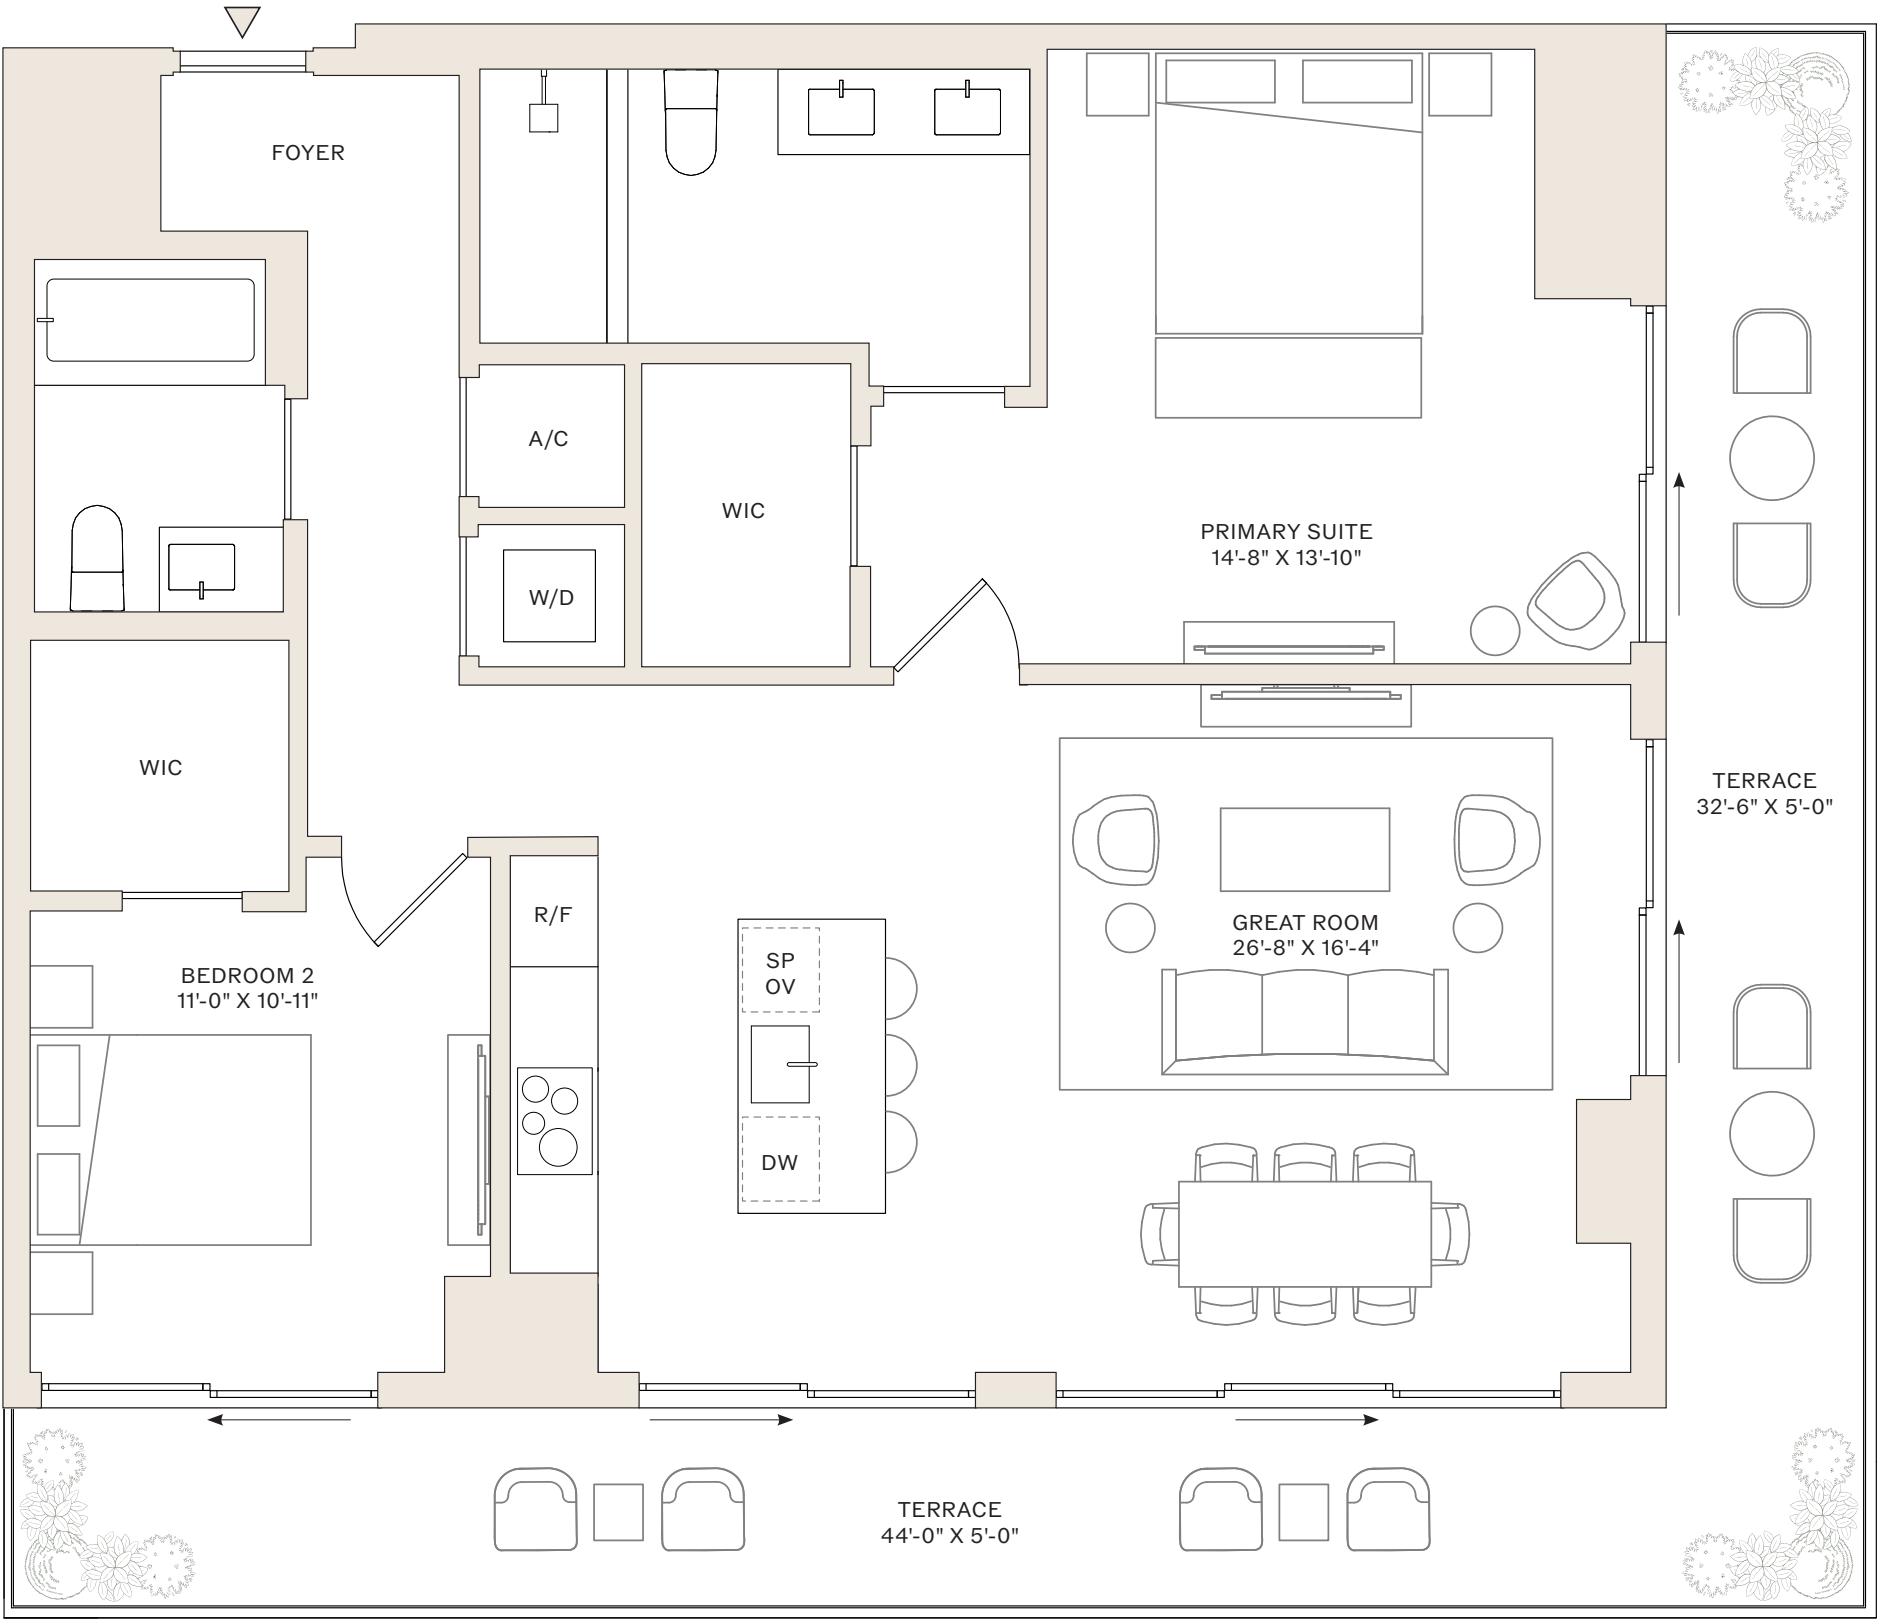 FOYER
A/C
WIC
PRIMARY SUITE
14'-8" X 13'-10"
W/D
WIC
TERRACE
32'-6" X 5'-0"
R/F
GREAT ROOM
26'-8" X 16'-4"
SP
OV
BEDROOM 2
11'-0" X 10'-11"
DW
TERRACE
44'-0" X 5'-0"